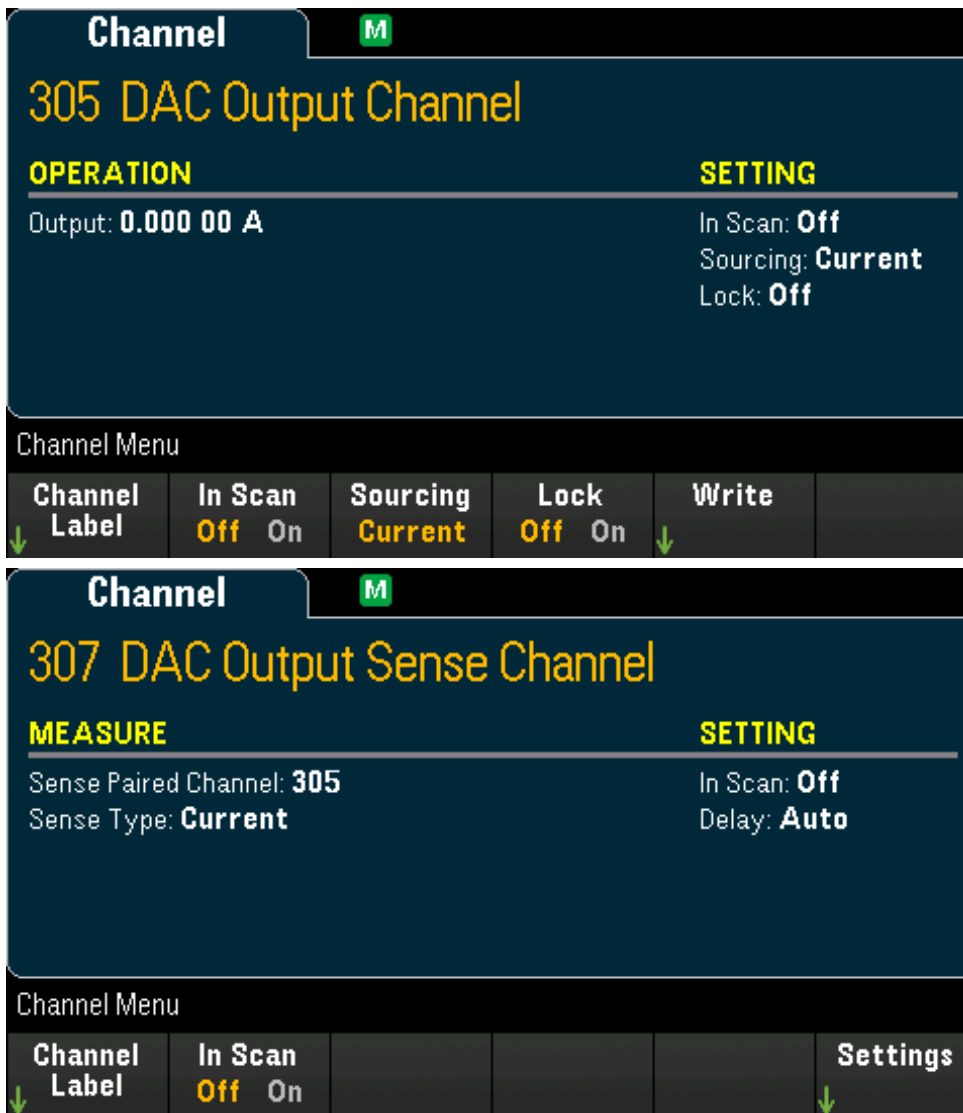 Channel M
305 DAC Output Channel
OPERATION SETTING
Output: 0.000 00 A In Scan: Off
Sourcing: Current
Lock: Off
Channel Menu
Channel Label In Scan Off On Sourcing Current Lock Off On Write
Channel M
307 DAC Output Sense Channel
MEASURE SETTING
Sense Paired Channel: 305 In Scan: Off
Sense Type: Current Delay: Auto
Channel Menu
Channel Label In Scan Off On Settings